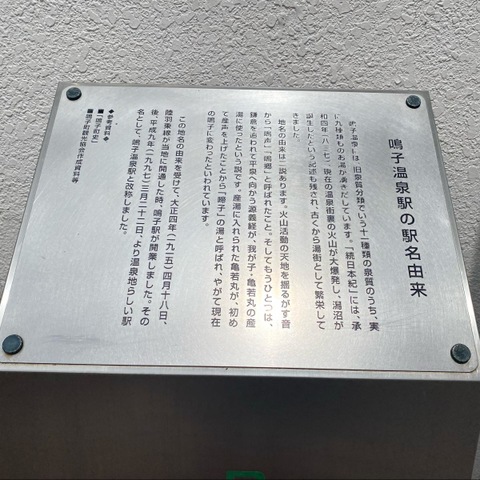 鳴子温泉駅の駅名由来
鳴子温泉は、旧泉質分類でいう十一種類の泉質のうち、実
に九種類ものお湯が湧きだしています。「続日本紀」には、承
和四年(八三七)、現在の温泉街裏の火山が大爆発し、潟沼が
誕生したという記述も残され、古くから湯街として繁栄して
きました。
地名の由来は二説あります。火山活動の天地を揺るがす音
から「鳴声」「鳴郷」と呼ばれたこと。そしてもうひとつは、
鎌倉を追われて平泉へ向かう源義経が、我が子・亀若丸の産
湯に使ったという説です。産湯に入れられた亀若丸が、初め
て産声を上げたことから「啼子」の湯と呼ばれ、やがて現在
の鳴子に変わったといわれています。
この地名の由来を受けて、大正四年(一九一五)四月十八日、
陸羽東線が当地に開通した時、鳴子駅が開業しました。その
後、平成九年(一九九七)三月二十二日、より温泉地らしい駅
名として、鳴子温泉駅と改称しました。
◆参考資料◆
■「鳴子町史」
■鳴子町観光協会作成資料等